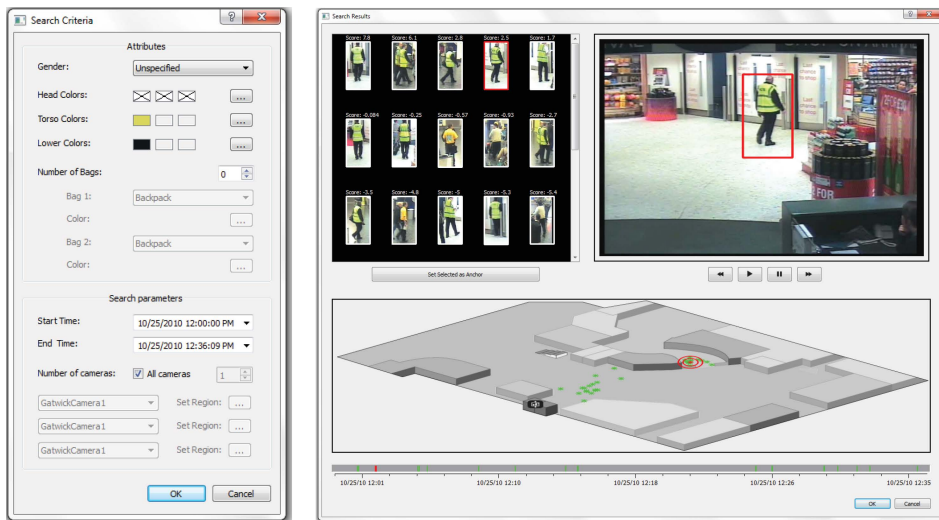 Search Criteria
Attributes
Gender: Unspecified
Head Colors: ...
Torso Colors: ...
Lower Colors: ...
Number of Bags: 0
Bag 1: Backpack
Color: ...
Bag 2: Backpack
Color: ...
Search parameters
Start Time: 10/25/2010 12:00:00 PM
End Time: 10/25/2010 12:36:09 PM
Number of cameras: All cameras 1
GatwickCamera1 Set Region: ...
GatwickCamera1 Set Region: ...
GatwickCamera1 Set Region: ...
OK Cancel
Search Results
Score: 7.8 Score: 6.1 Score: 2.8 Score: 2.5 Score: 1.7
Score: -0.084 Score: -0.25 Score: -0.57 Score: -0.93 Score: -2.7
Score: -3.5 Score: -4.8 Score: -5 Score: -5.3 Score: -5.4
Set Selected as Anchor
FOR
10/25/10 12:01 10/25/10 12:10 10/25/10 12:18 10/25/10 12:26 10/25/10 12:35
OK Cancel